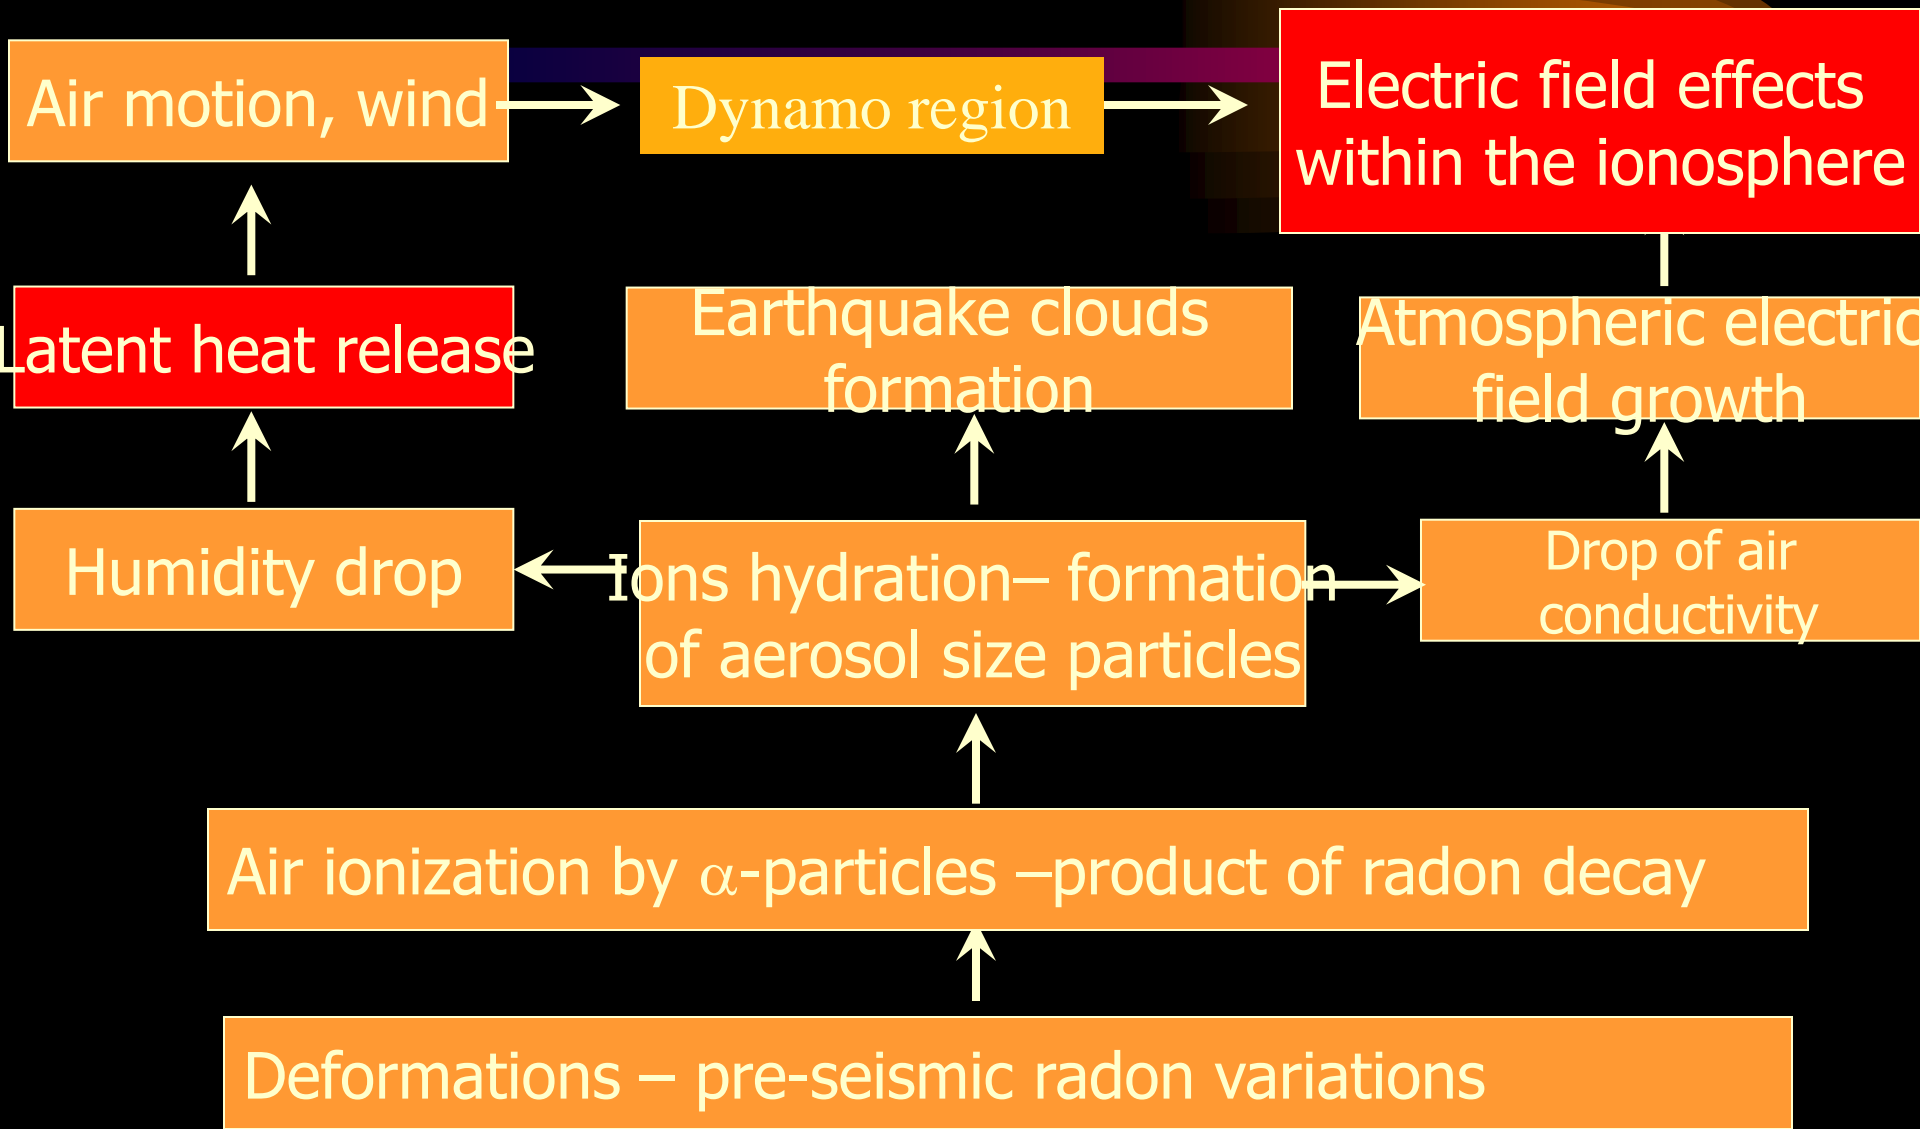 Air motion, wind
Dynamo region
Electric field effects
within the ionosphere
Latent heat release
Earthquake clouds
formation
Atmospheric electric
field growth
Humidity drop
Ions hydration– formation
of aerosol size particles
Drop of air
conductivity
Air ionization by α-particles –product of radon decay
Deformations – pre-seismic radon variations